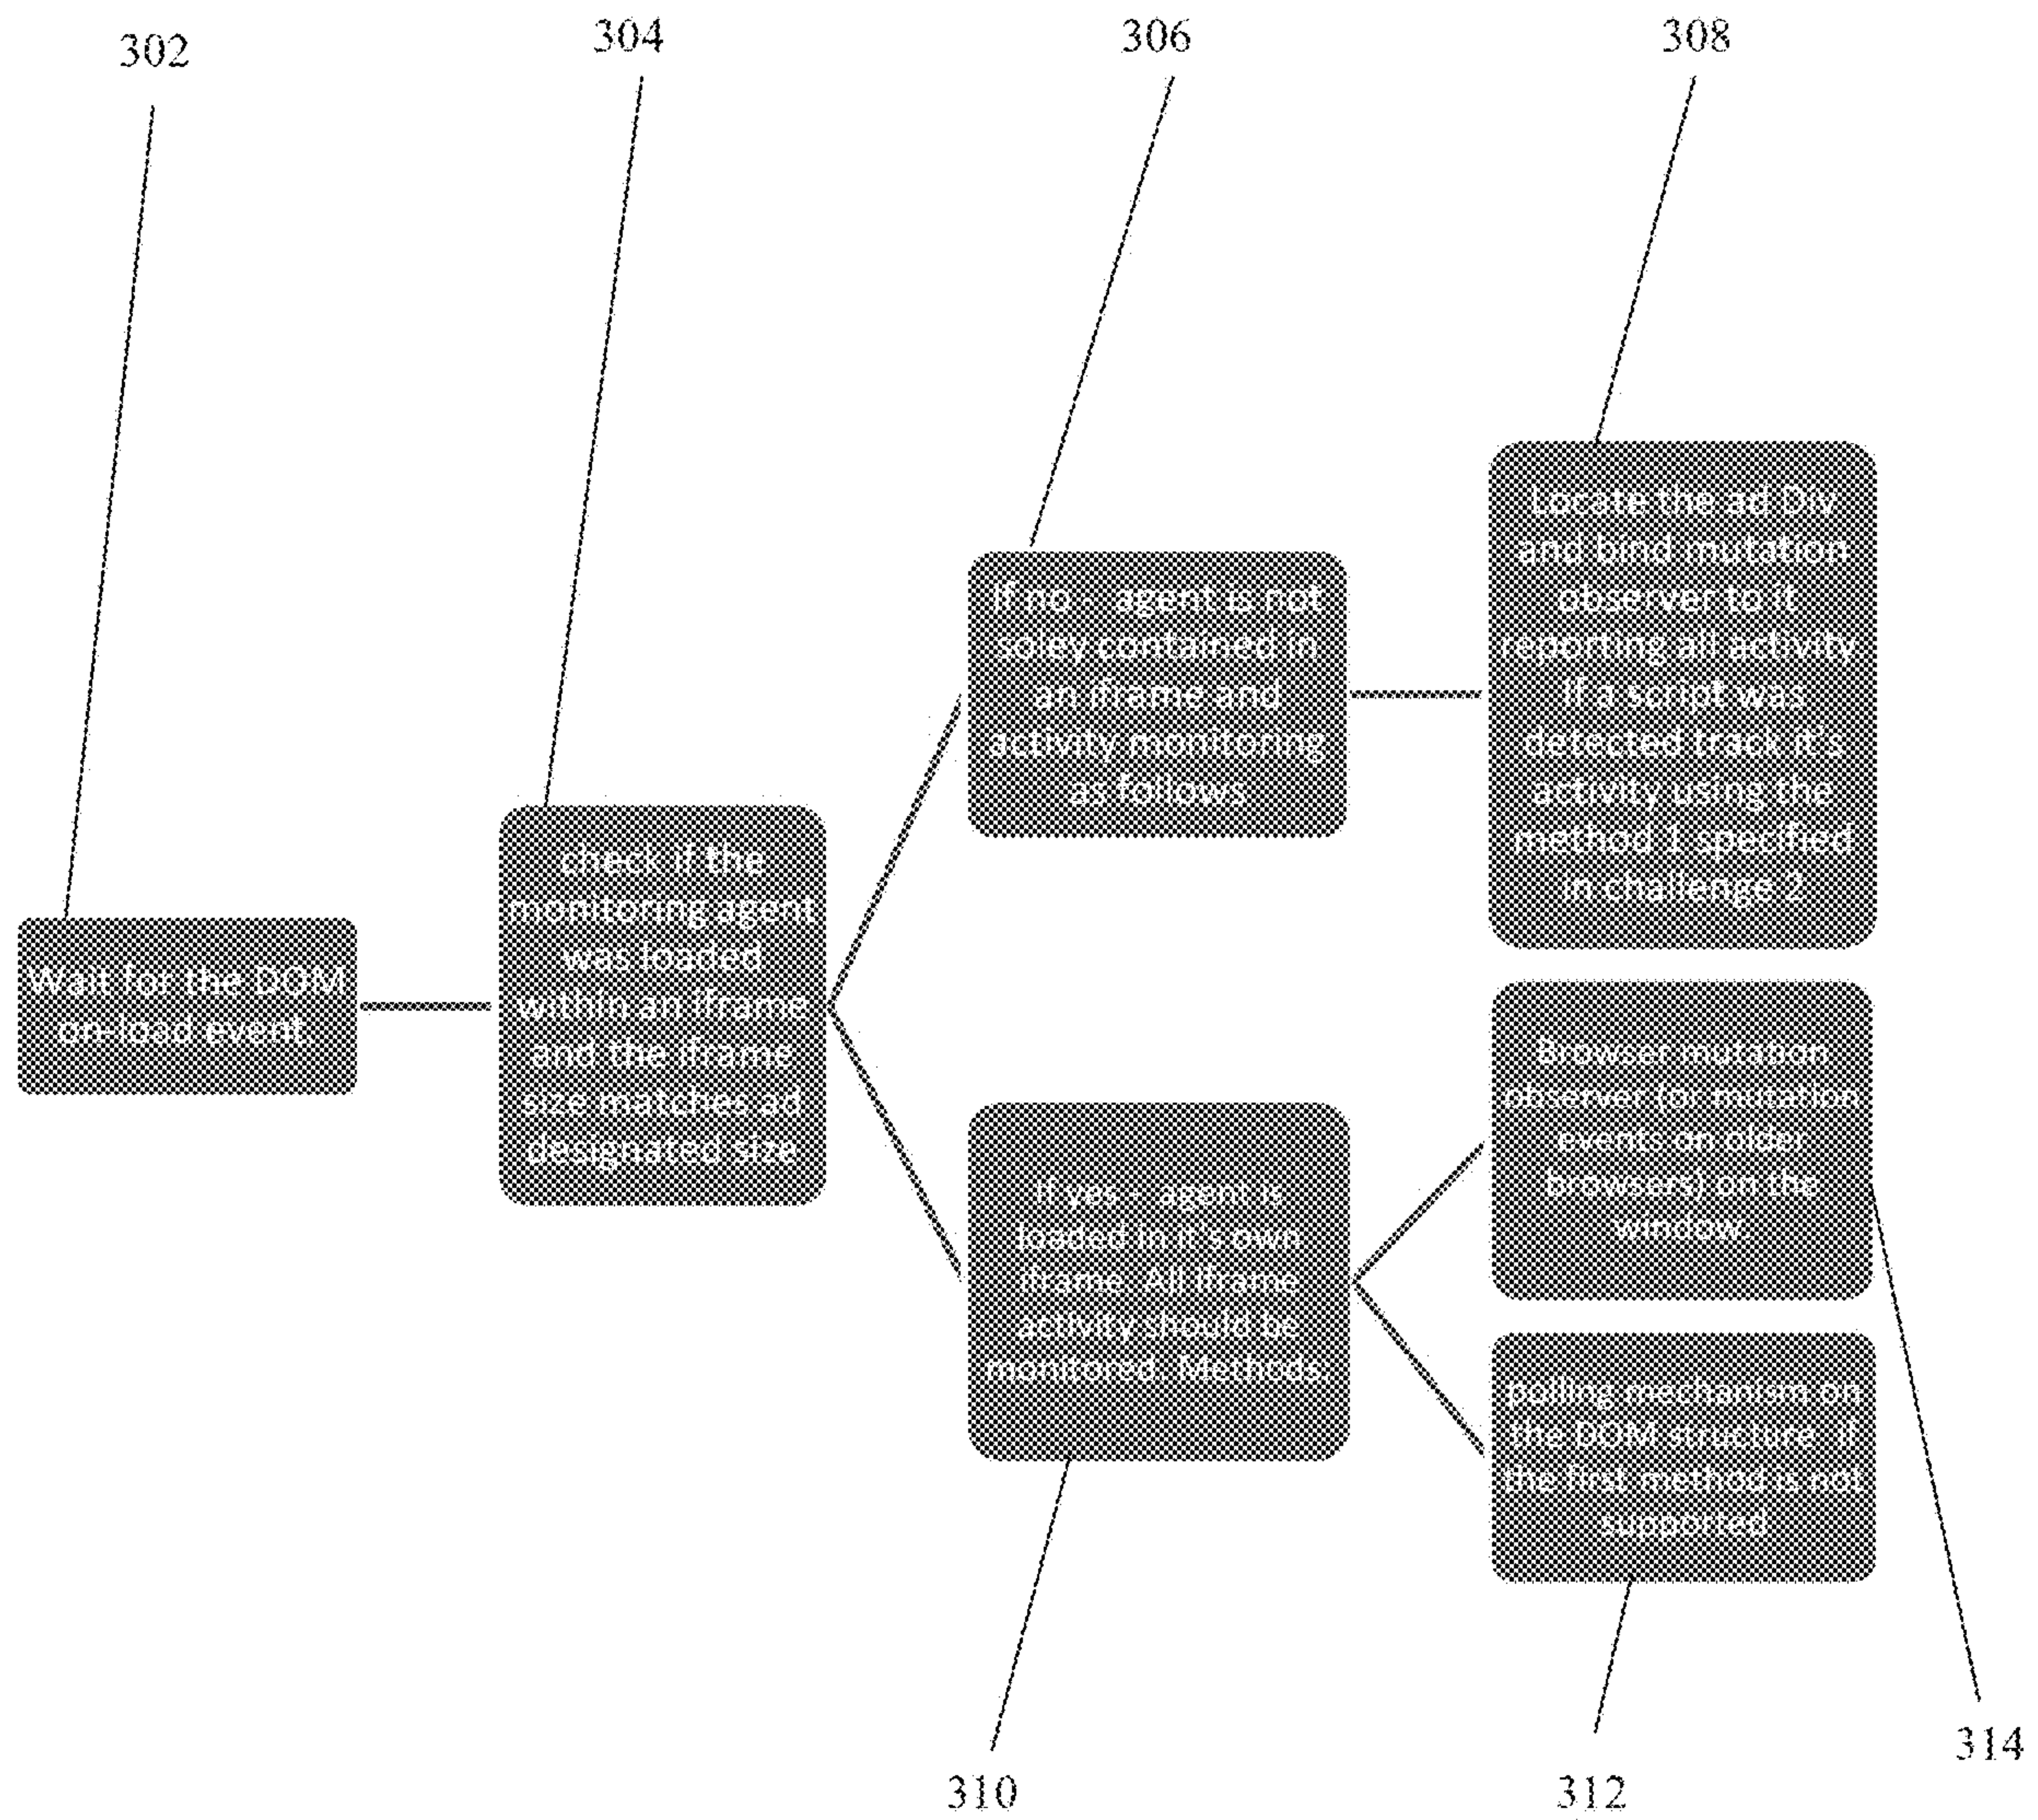 302
304
306
308
Wait for the DOM
on-load event
check if the
monitoring agent
was loaded
within an iframe
and the iframe
size matches ad
designated size
If no - agent is not
soley contained in
an iframe and
activity monitoring
as follows
Locate the ad Div
and bind mutation
observer to it
reporting all activity
If a script was
detected track it's
activity using the
method 1 specified
in challenge 2
If yes - agent is
loaded in it's own
iframe. All iframe
activity should be
monitored. Methods
Browser mutation
observer (or mutation
events on older
browsers) on the
window
polling mechanism on
the DOM structure if
the first method is not
supported
310
312
314